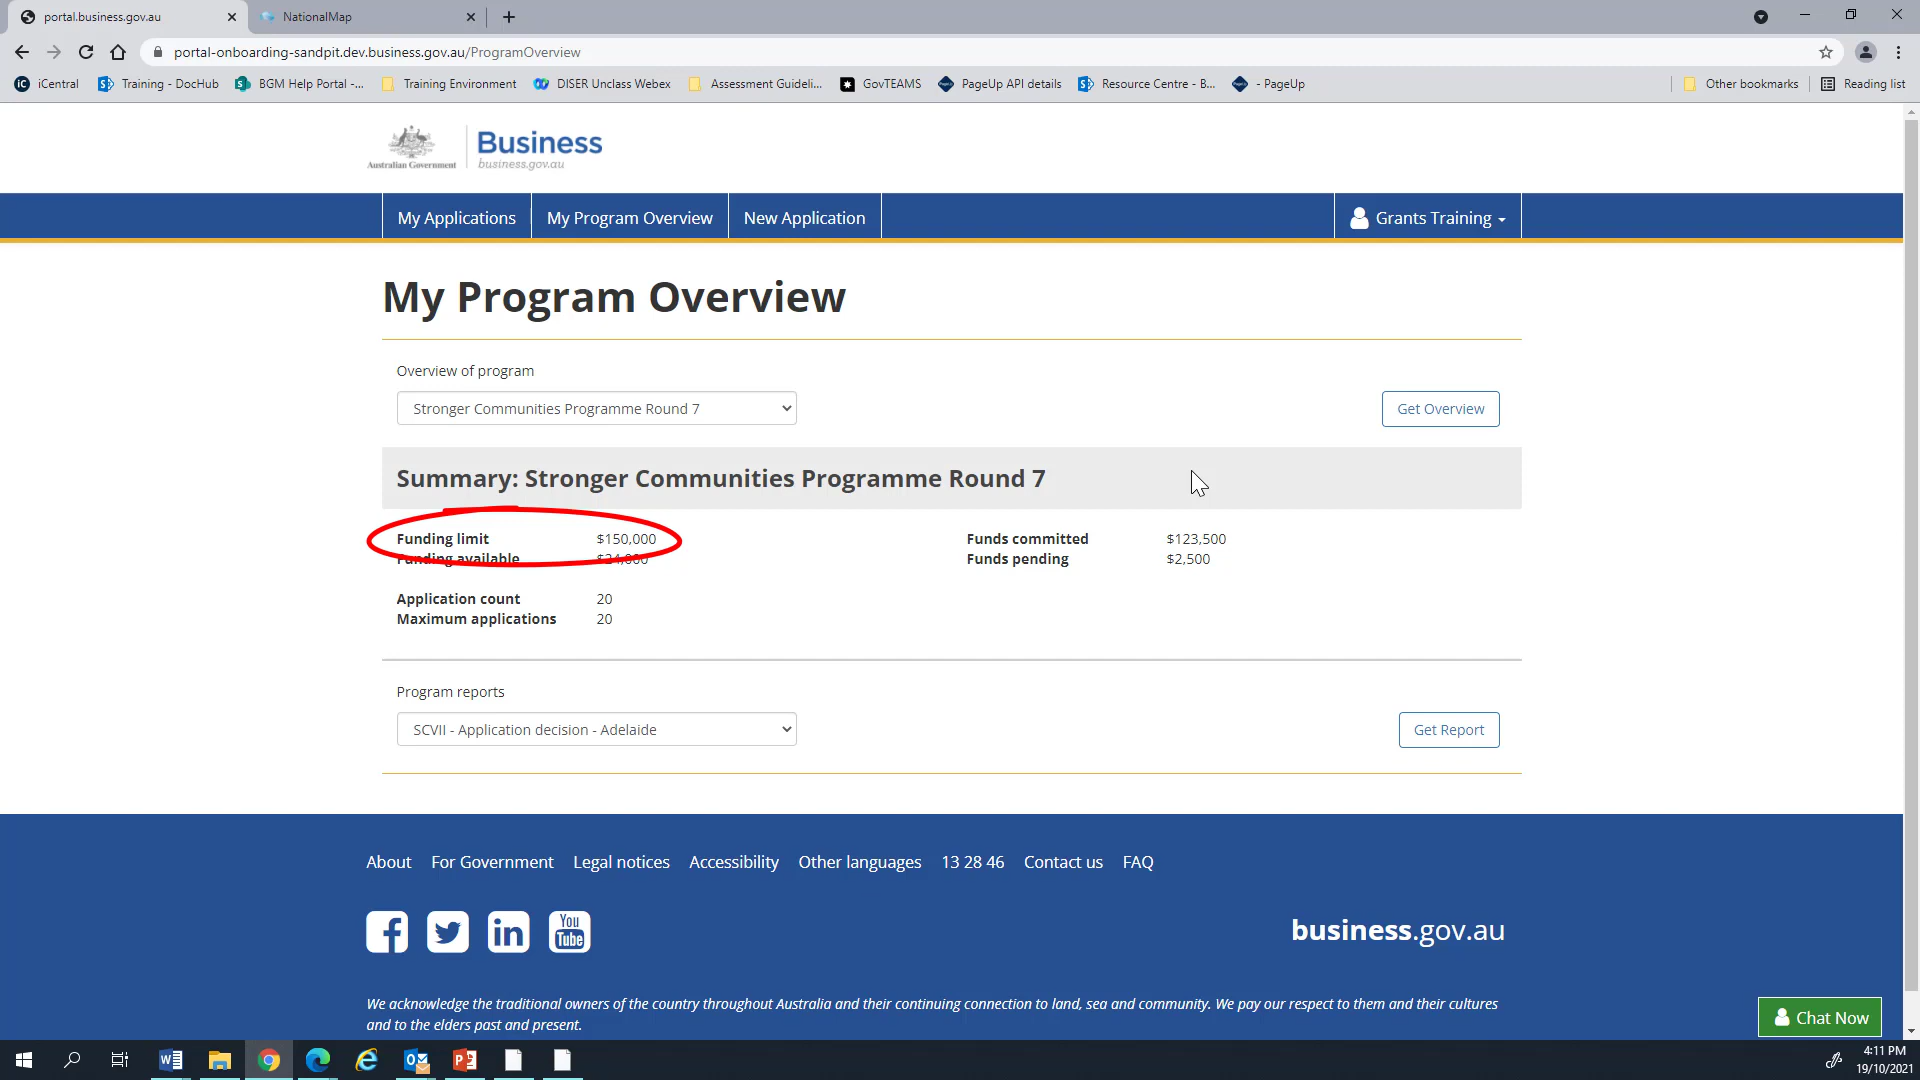 portal.business.gov.au
NationalMap
portal-onboarding-sandpit.dev.business.gov.au/ProgramOverview
iCentral
Training - DocHub
BGM Help Portal -...
Training Environment
DISER Unclass Webex
Assessment Guideli...
GovTEAMS
PageUp API details
Resource Centre - B...
- PageUp
Other bookmarks
Reading list
Australian Government
Business
business.gov.au
My Applications
My Program Overview
New Application
Grants Training
My Program Overview
Overview of program
Stronger Communities Programme Round 7
Get Overview
Summary: Stronger Communities Programme Round 7
Funding limit $150,000 Funds committed $123,500
Funding available $24,000 Funds pending $2,500
Application count 20
Maximum applications 20
Program reports
SCVII - Application decision - Adelaide
Get Report
About For Government Legal notices Accessibility Other languages 13 28 46 Contact us FAQ
You
Tube
business.gov.au
We acknowledge the traditional owners of the country throughout Australia and their continuing connection to land, sea and community. We pay our respect to them and their cultures
and to the elders past and present.
Chat Now
4:11 PM
19/10/2021